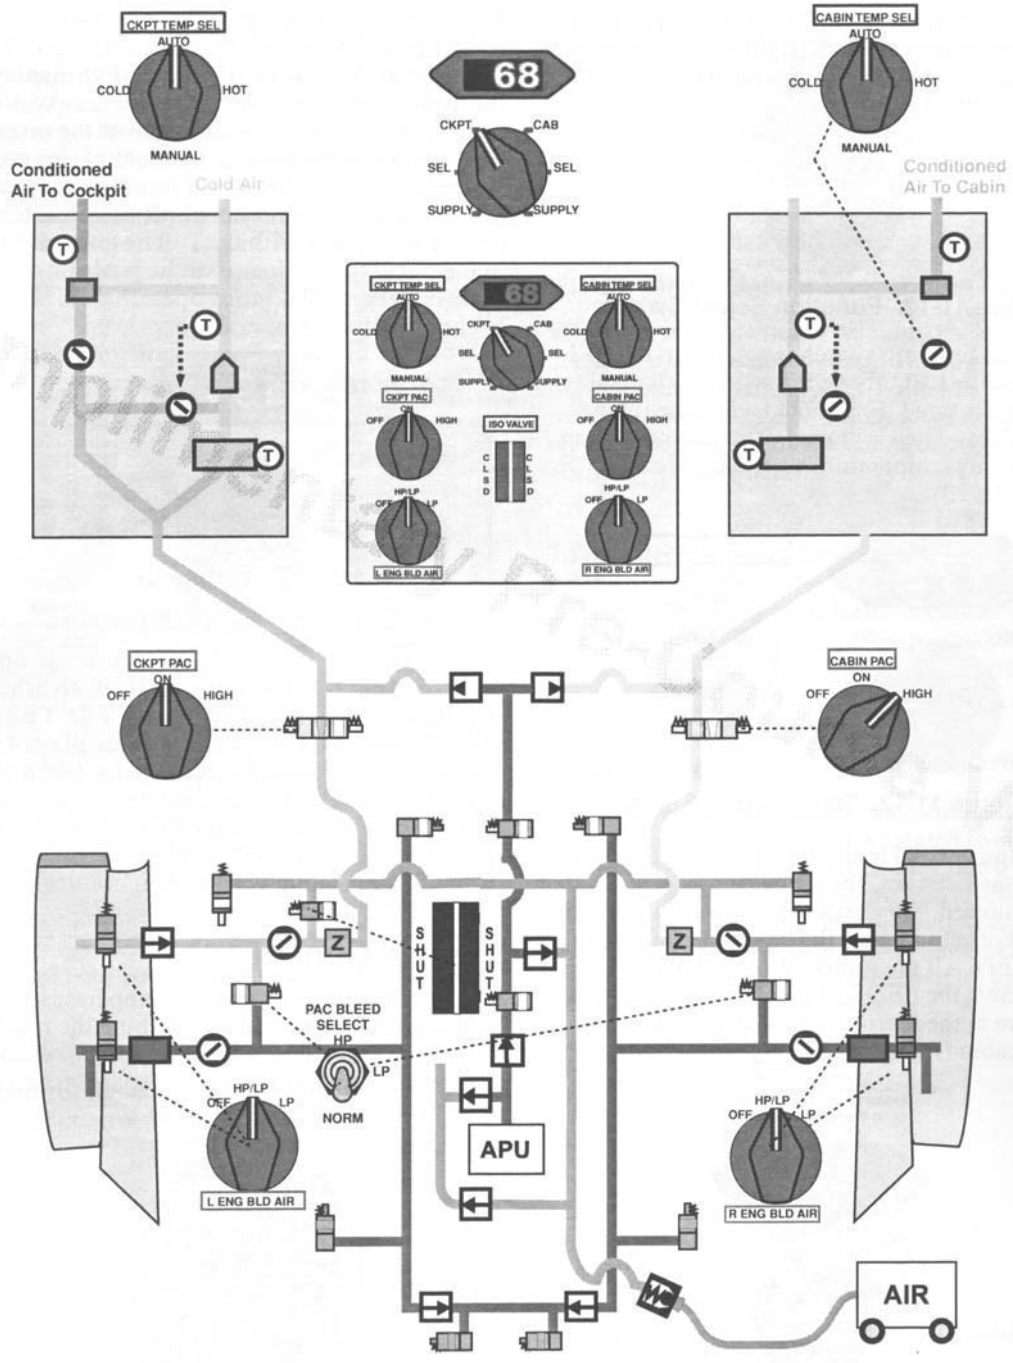 CKPT TEMP SEL
AUTO
COLD
HOT
MANUAL
68
CKPT
CAB
SEL
SEL
SUPPLY
SUPPLY
CABIN TEMP SEL
AUTO
COLD
HOT
MANUAL
Conditioned
Air To Cockpit
Cold Air
Conditioned
Air To Cabin
T
T
T
T
T
T
CKPT TEMP SEL
AUTO
COLD
HOT
MANUAL
68
CKPT
CAB
SEL
SEL
SUPPLY
SUPPLY
CABIN TEMP SEL
AUTO
COLD
HOT
MANUAL
CKPT PAC
ON
OFF
HIGH
ISO VALVE
CLSD
CLSD
CABIN PAC
ON
OFF
HIGH
HP/LP
OFF
LP
L ENG BLD AIR
HP/LP
OFF
LP
R ENG BLD AIR
CKPT PAC
ON
OFF
HIGH
CABIN PAC
ON
OFF
HIGH
Z
SHUT
SHUT
Z
PAC BLEED
SELECT
HP
LP
NORM
HP/LP
OFF
LP
L ENG BLD AIR
APU
HP/LP
OFF
LP
R ENG BLD AIR
AIR